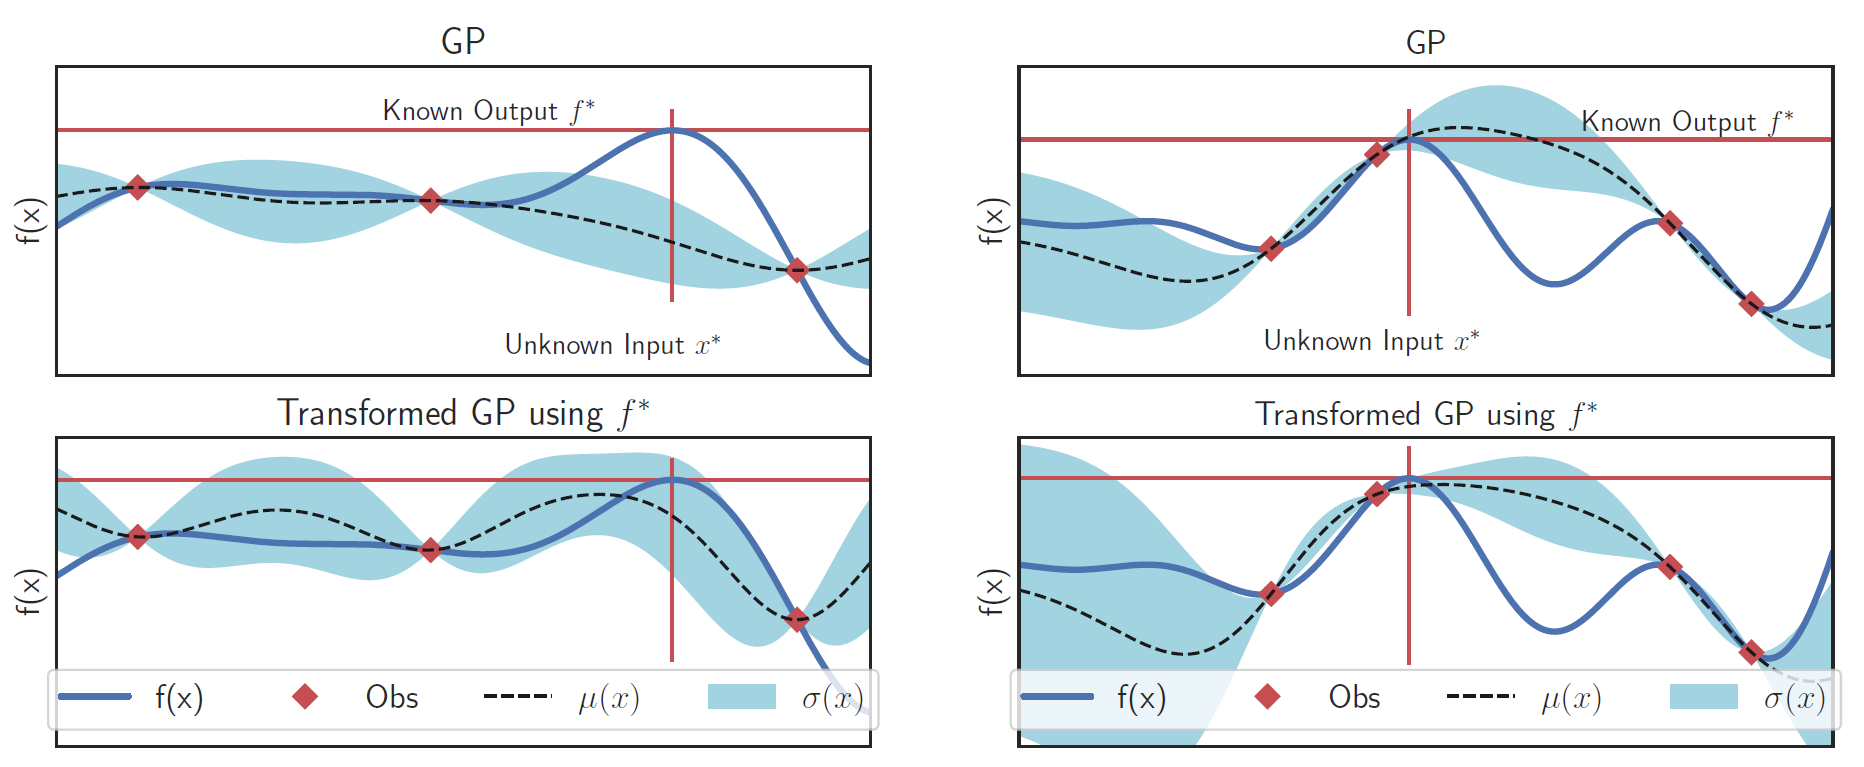 GP
Known Output f*
f(x)
Unknown Input x*
Transformed GP using f*
f(x)
f(x) Obs μ(x) σ(x)
GP
Known Output f*
f(x)
Unknown Input x*
Transformed GP using f*
f(x)
f(x) Obs μ(x) σ(x)